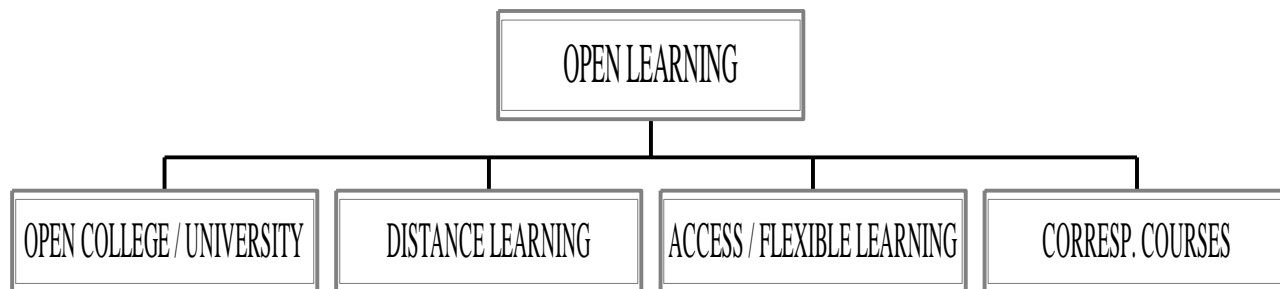 OPEN LEARNING
OPEN COLLEGE / UNIVERSITY
DISTANCE LEARNING
ACCESS / FLEXIBLE LEARNING
CORRESP. COURSES